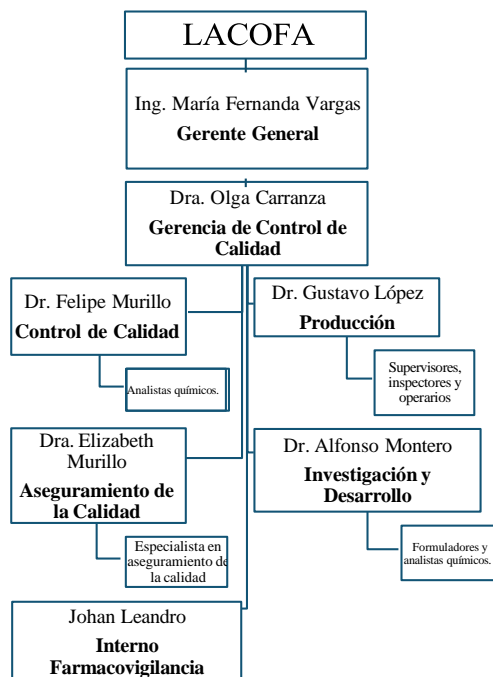 LACOFA
Ing. María Fernanda Vargas
Gerente General
Dra. Olga Carranza
Gerencia de Control de
Calidad
Dr. Felipe Murillo
Control de Calidad
Analistas químicos.
Dr. Gustavo López
Producción
Supervisores,
inspectores y
operarios
Dra. Elizabeth
Murillo
Aseguramiento de
la Calidad
Especialista en
aseguramiento de
la calidad
Dr. Alfonso Montero
Investigación y
Desarrollo
Formuladores y
analistas químicos.
Johan Leandro
Interno
Farmacovigilancia